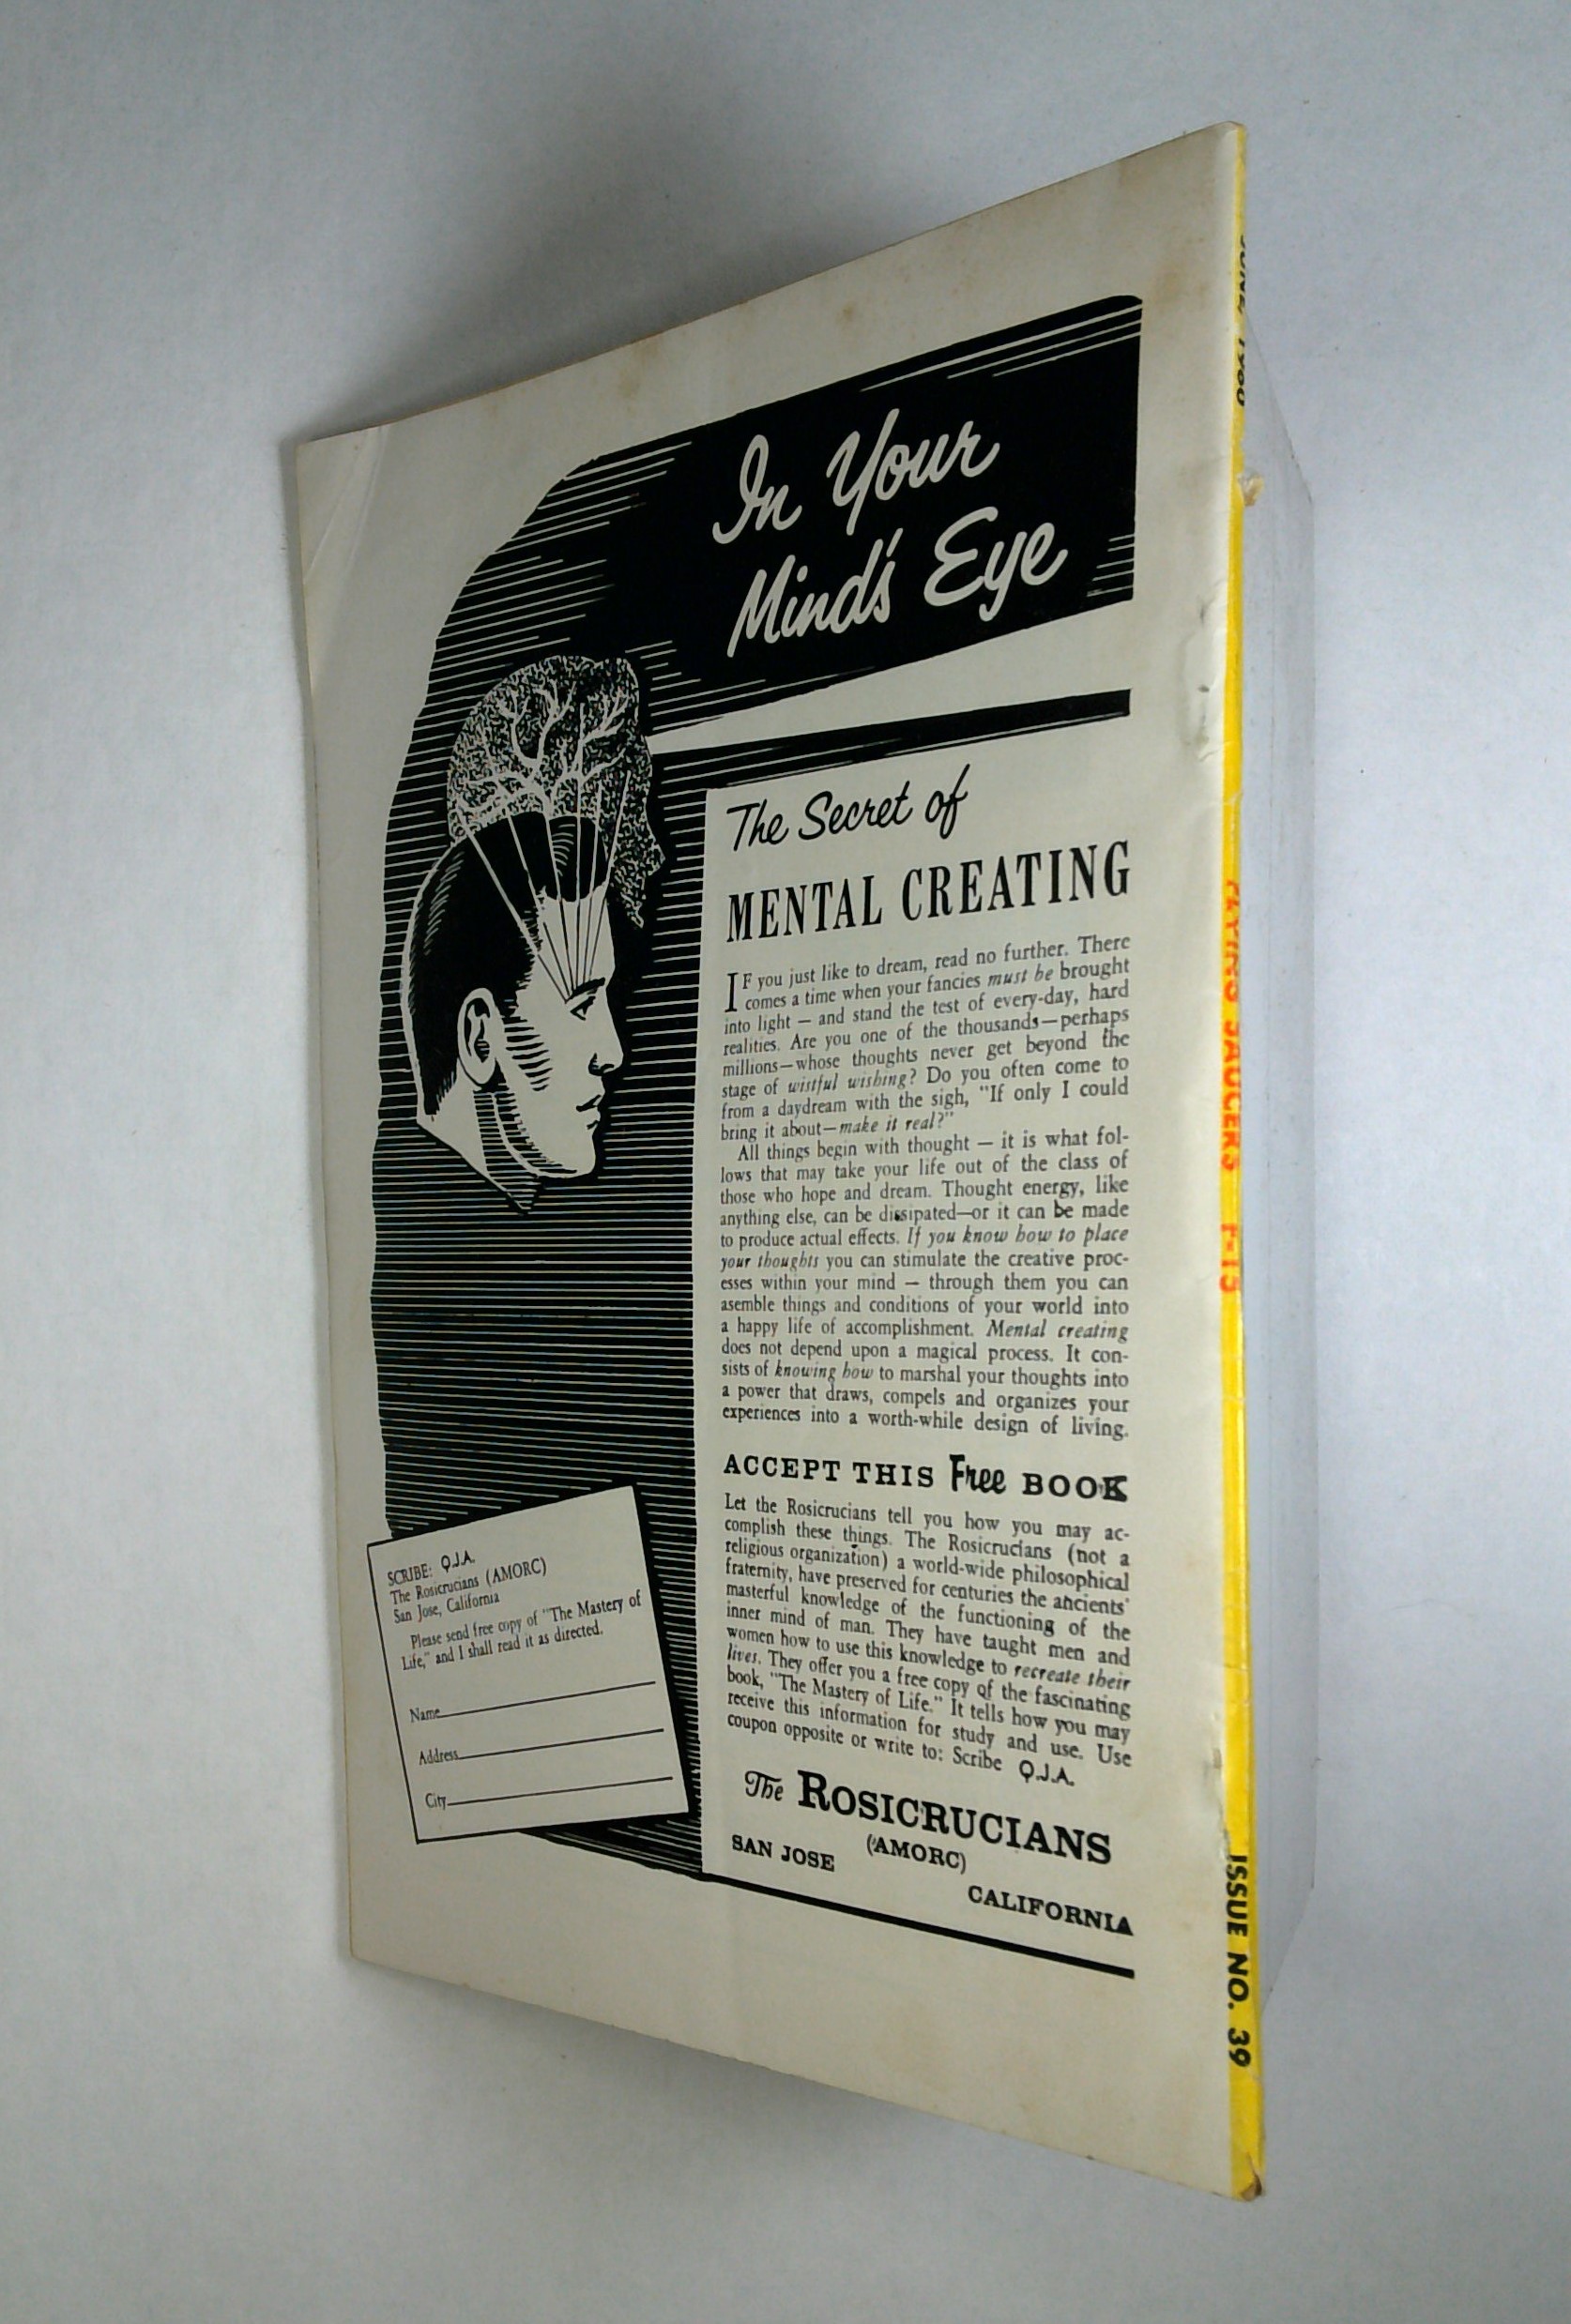 In Your
Mind's Eye
The Secret of
MENTAL CREATING
IF you just like to dream, read no further. There
comes a time when your fancies must be brought
into light — and stand the test of every-day, hard
realities. Are you one of the thousands—perhaps
millions—whose thoughts never get beyond the
stage of wistful wishing? Do you often come to
from a daydream with the sigh, "If only I could
bring it about—make it real?"
All things begin with thought — it is what fol-
lows that may take your life out of the class of
those who hope and dream. Thought energy, like
anything else, can be dissipated—or it can be made
to produce actual effects. If you know how to place
your thoughts you can stimulate the creative proc-
esses within your mind — through them you can
asemble things and conditions of your world into
a happy life of accomplishment. Mental creating
does not depend upon a magical process. It con-
sists of knowing how to marshal your thoughts into
a power that draws, compels and organizes your
experiences into a worth-while design of living.
ACCEPT THIS Free BOOK
Let the Rosicrucians tell you how you may ac-
complish these things. The Rosicrucians (not a
religious organization) a world-wide philosophical
fraternity, have preserved for centuries the ancients'
masterful knowledge of the functioning of the
inner mind of man. They have taught men and
women how to use this knowledge to recreate their
lives. They offer you a free copy of the fascinating
book, "The Mastery of Life." It tells how you may
receive this information for study and use. Use
coupon opposite or write to: Scribe Q.J.A.
The ROSICRUCIANS
SAN JOSE (AMORC) CALIFORNIA
SCRIBE: Q.J.A.
The Rosicrucians (AMORC)
San Jose, California
Please send free copy of "The Mastery of
Life," and I shall read it as directed.
Name
Address
City
JUNE, 1960
FLYING SAUCERS F-15
ISSUE NO. 39